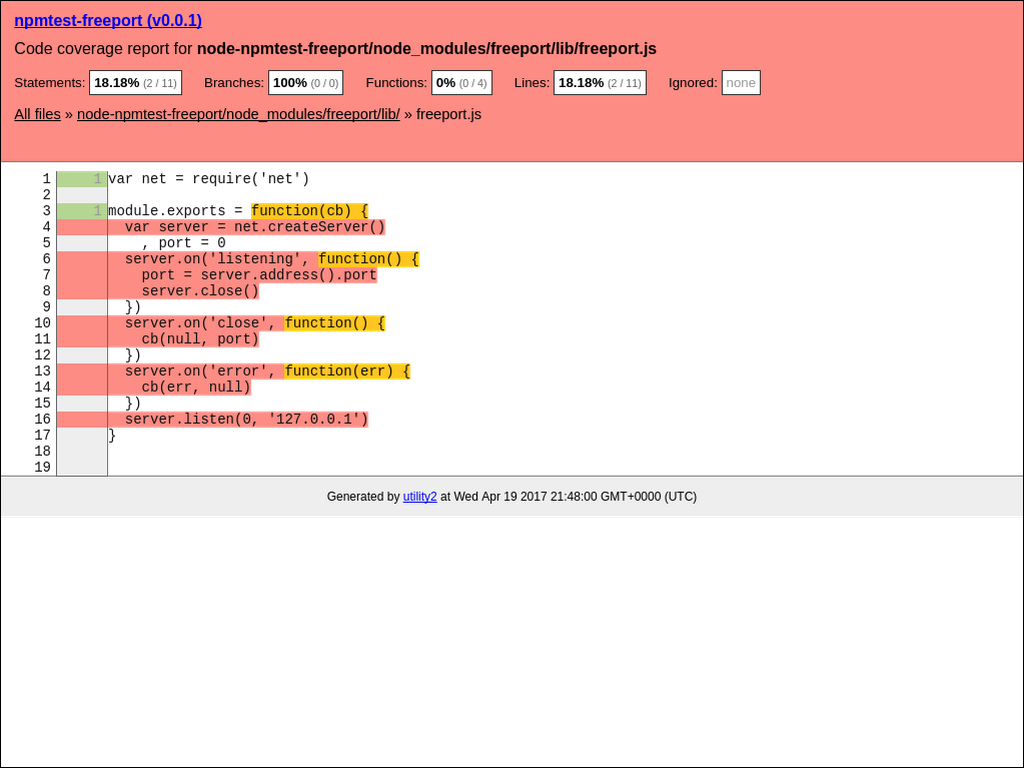 npmtest-freeport (v0.0.1)
Code coverage report for node-npmtest-freeport/node_modules/freeport/lib/freeport.js
Statements: 18.18% (2 / 11) Branches: 100% (0 / 0) Functions: 0% (0 / 4) Lines: 18.18% (2 / 11) Ignored: none
All files » node-npmtest-freeport/node_modules/freeport/lib/ » freeport.js
1 1 var net = require('net')
2
3 1 module.exports = function(cb) {
4   var server = net.createServer()
5     , port = 0
6   server.on('listening', function() {
7     port = server.address().port
8     server.close()
9   })
10   server.on('close', function() {
11     cb(null, port)
12   })
13   server.on('error', function(err) {
14     cb(err, null)
15   })
16   server.listen(0, '127.0.0.1')
17 }
18
19
Generated by utility2 at Wed Apr 19 2017 21:48:00 GMT+0000 (UTC)